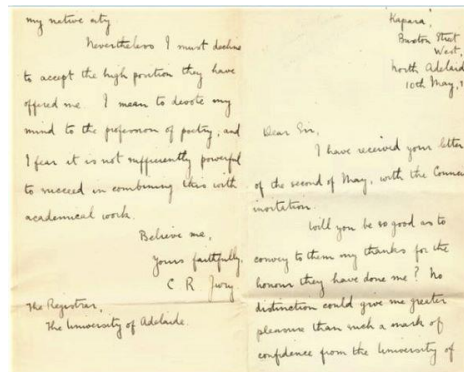 Kapara,
Buxton Street
West,
North Adelaid
10th May, 1
Dear Sir,
I have received your letter
of the second of May, with the Counci
invitation.
Will you be so good as to
convey to them my thanks for the
honour they have done me? No
distinction could give me greater
pleasure than such a mark of
confidence from the University of
my native city.
Nevertheless I must decline
to accept the high position they have
offered me. I mean to devote my
mind to the profession of poetry, and
I fear it is not sufficiently powerful
to succeed in combining this with
academical work.
Believe me,
Yours faithfully,
C R Jury
The Registrar,
The University of Adelaide.